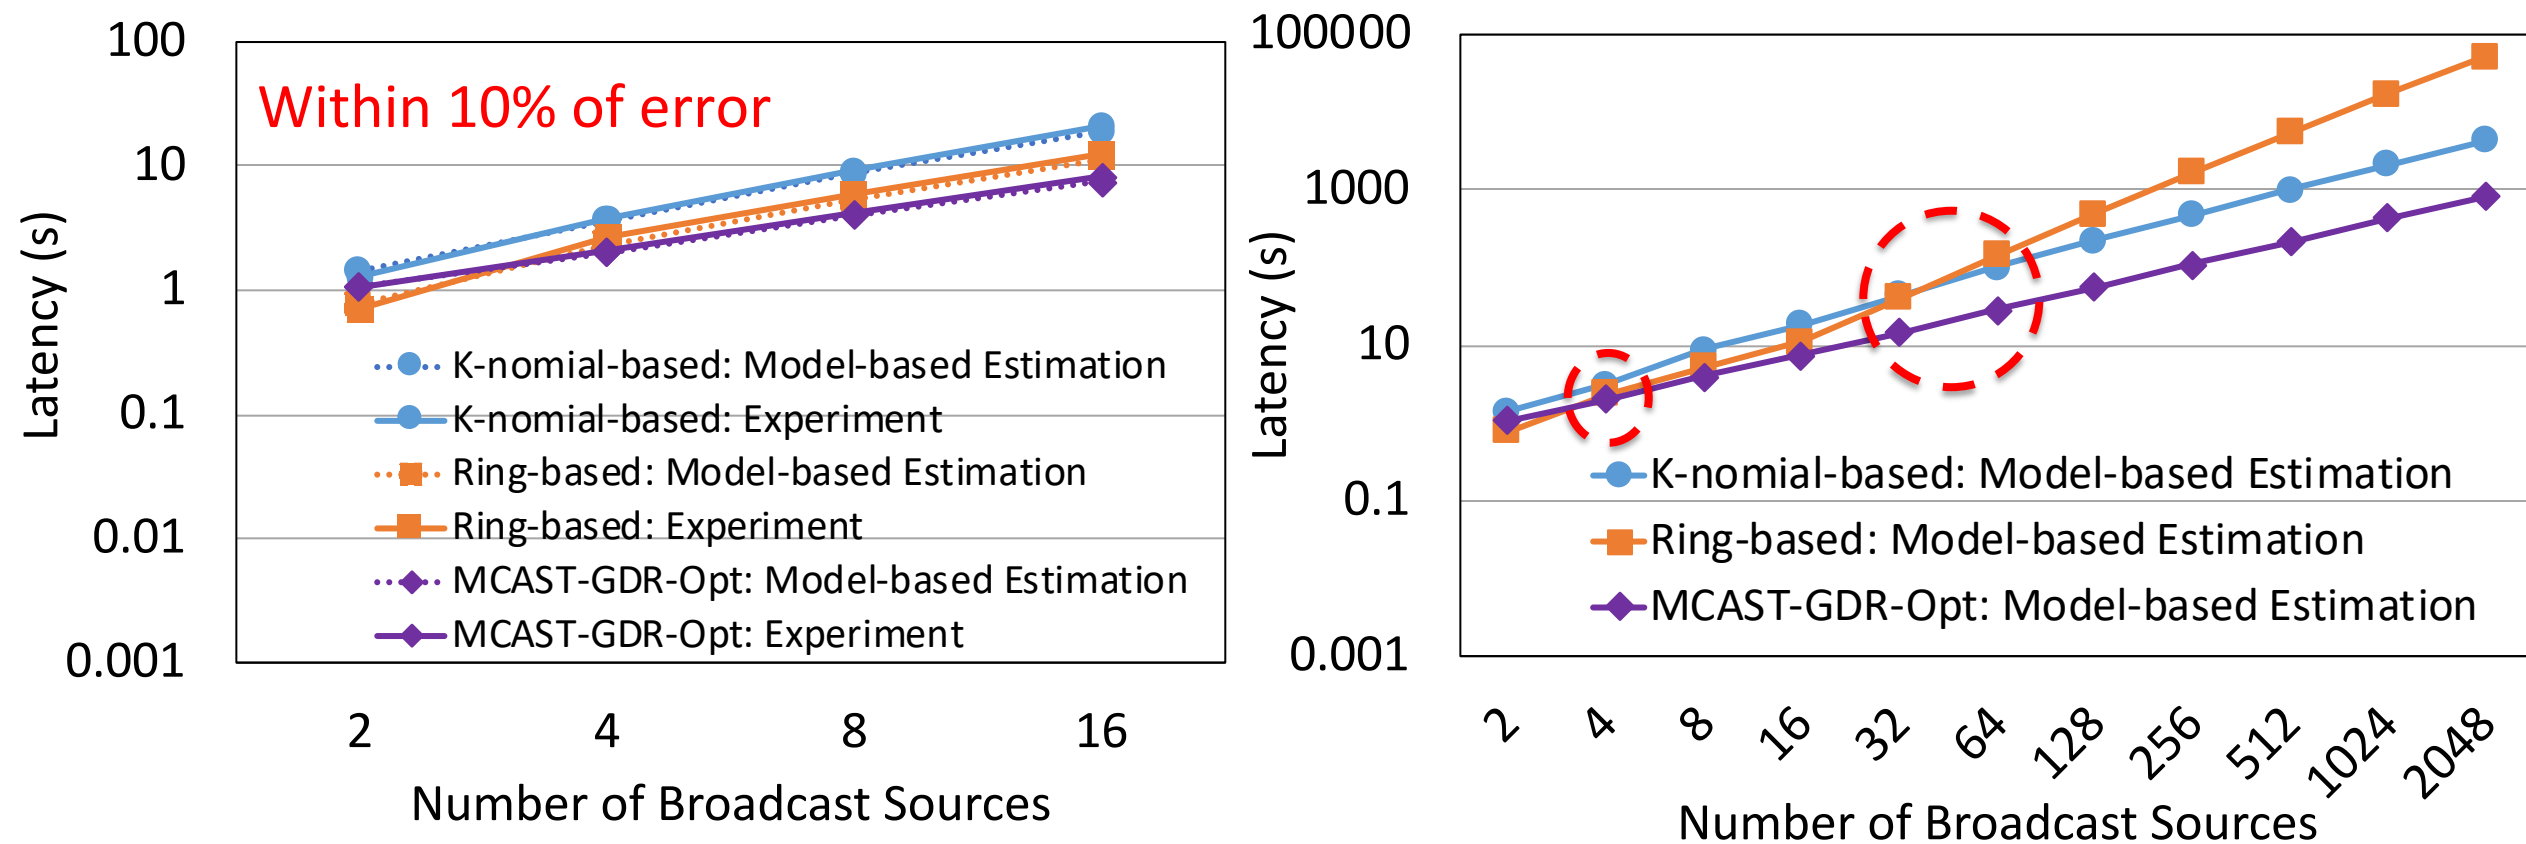 100
10
1
0.1
0.01
0.001
Latency (s)
Within 10% of error
K-nomial-based: Model-based Estimation
K-nomial-based: Experiment
Ring-based: Model-based Estimation
Ring-based: Experiment
MCAST-GDR-Opt: Model-based Estimation
MCAST-GDR-Opt: Experiment
2 4 8 16
Number of Broadcast Sources
100000
1000
10
0.1
0.001
Latency (s)
K-nomial-based: Model-based Estimation
Ring-based: Model-based Estimation
MCAST-GDR-Opt: Model-based Estimation
2 4 8 16 32 64 128 256 512 1024 2048
Number of Broadcast Sources